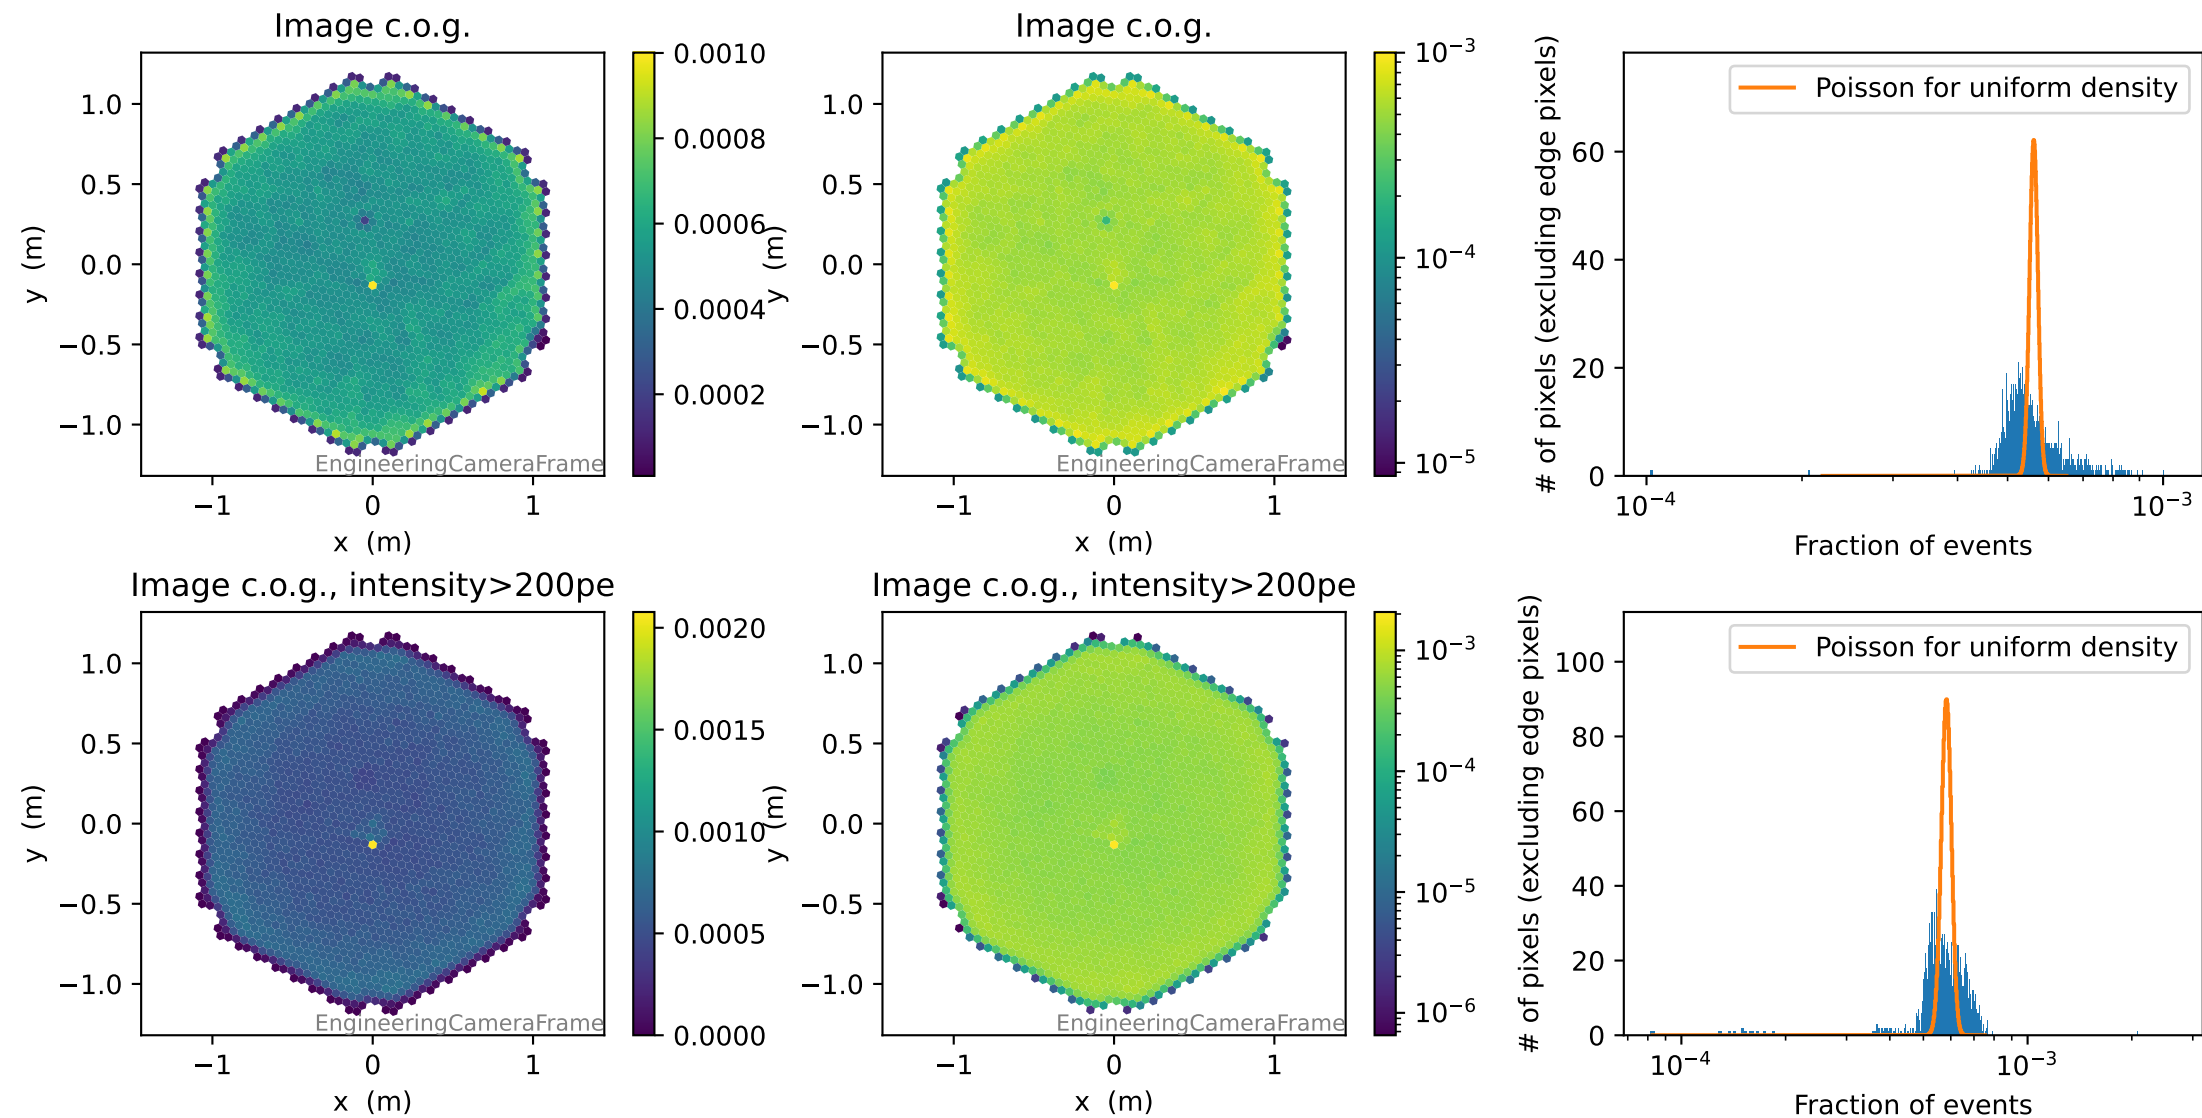 Image c.o.g.
y (m)
1.0
0.5
0.0
−0.5
−1.0
−1
0
1
x (m)
EngineeringCameraFrame
0.0010
0.0008
0.0006
0.0004
0.0002
Image c.o.g.
y (m)
1.0
0.5
0.0
−0.5
−1.0
−1
0
1
x (m)
EngineeringCameraFrame
10⁻³
10⁻⁴
10⁻⁵
# of pixels (excluding edge pixels)
Poisson for uniform density
60
40
20
0
10⁻⁴
10⁻³
Fraction of events
Image c.o.g., intensity>200pe
y (m)
1.0
0.5
0.0
−0.5
−1.0
−1
0
1
x (m)
EngineeringCameraFrame
0.0020
0.0015
0.0010
0.0005
0.0000
Image c.o.g., intensity>200pe
y (m)
1.0
0.5
0.0
−0.5
−1.0
−1
0
1
x (m)
EngineeringCameraFrame
10⁻³
10⁻⁴
10⁻⁵
10⁻⁶
# of pixels (excluding edge pixels)
Poisson for uniform density
100
80
60
40
20
0
10⁻⁴
10⁻³
Fraction of events